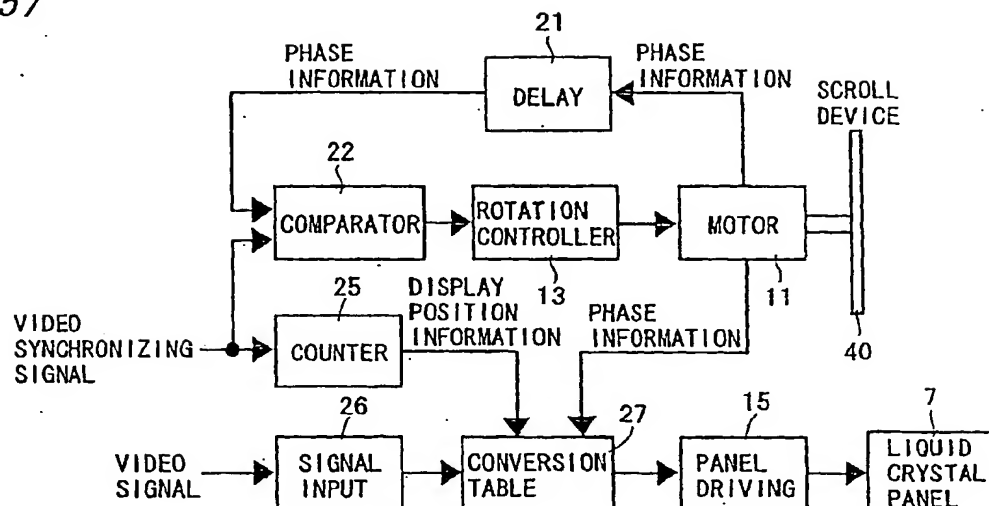 57
21
PHASE
INFORMATION
DELAY
PHASE
INFORMATION
SCROLL
DEVICE
22
COMPARATOR
ROTATION
CONTROLLER
13
MOTOR
11
40
25
DISPLAY
POSITION
INFORMATION
PHASE
INFORMATION
VIDEO
SYNCHRONIZING
SIGNAL
COUNTER
26
27
15
7
VIDEO
SIGNAL
SIGNAL
INPUT
CONVERSION
TABLE
PANEL
DRIVING
LIQUID
CRYSTAL
PANEL